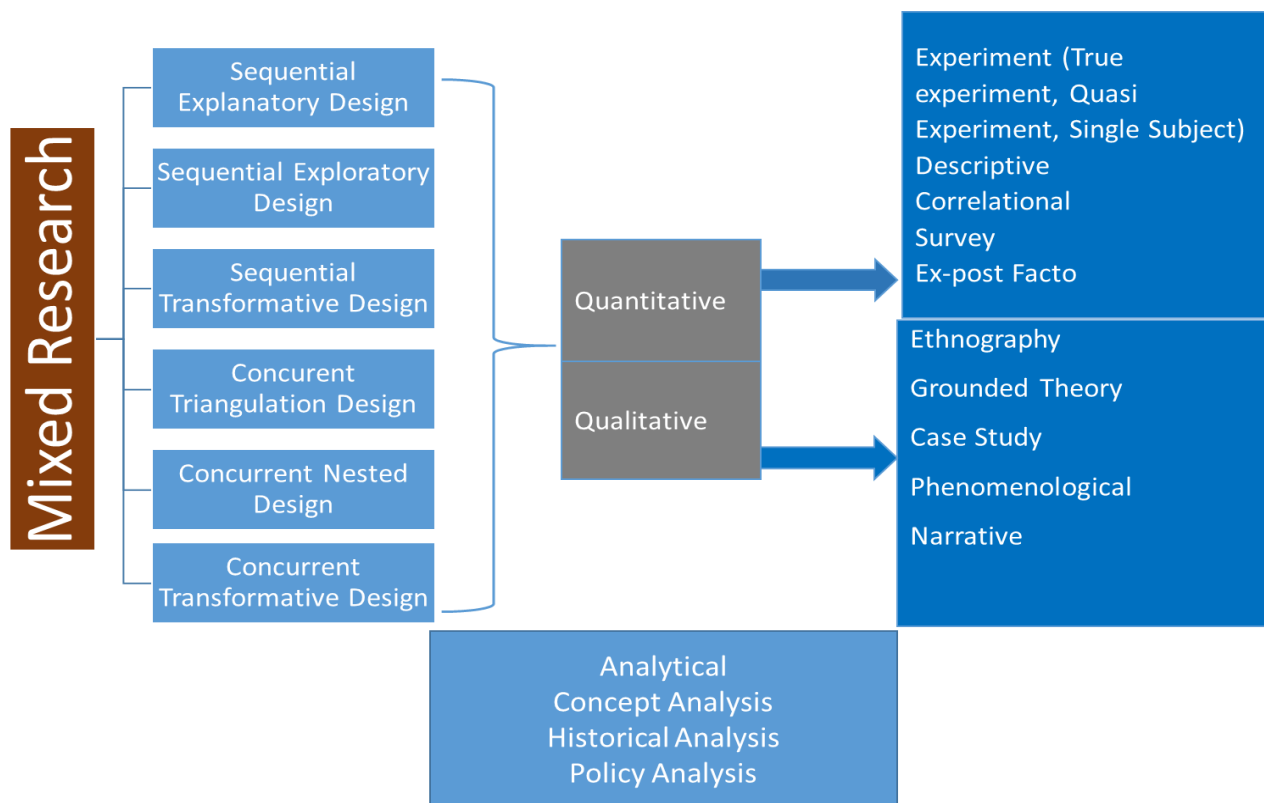 Mixed Research
Sequential
Explanatory Design
Sequential Exploratory
Design
Sequential
Transformative Design
Concurent
Triangulation Design
Concurrent Nested
Design
Concurrent
Transformative Design
Quantitative
Qualitative
Experiment (True
experiment, Quasi
Experiment, Single Subject)
Descriptive
Correlational
Survey
Ex-post Facto
Ethnography
Grounded Theory
Case Study
Phenomenological
Narrative
Analytical
Concept Analysis
Historical Analysis
Policy Analysis